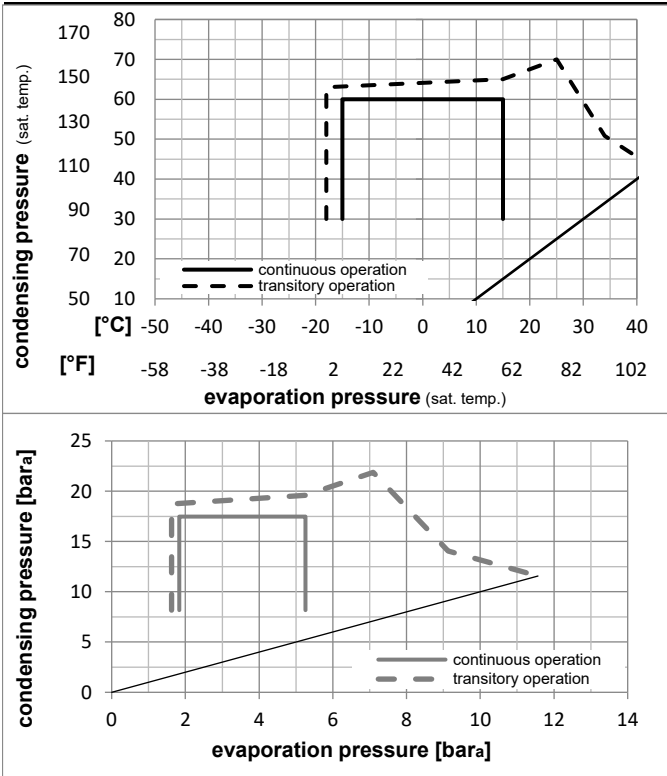 condensing pressure (sat. temp.)
170 80
150 70
60
130 50
110 40
90 30
20
50 10
70
continuous operation
transitory operation
[°C] -50 -40 -30 -20 -10 0 10 20 30 40
[°F] -58 -38 -18 2 22 42 62 82 102
evaporation pressure (sat. temp.)
condensing pressure [bara]
25
20
15
10
5
0
continuous operation
transitory operation
0 2 4 6 8 10 12 14
evaporation pressure [bara]